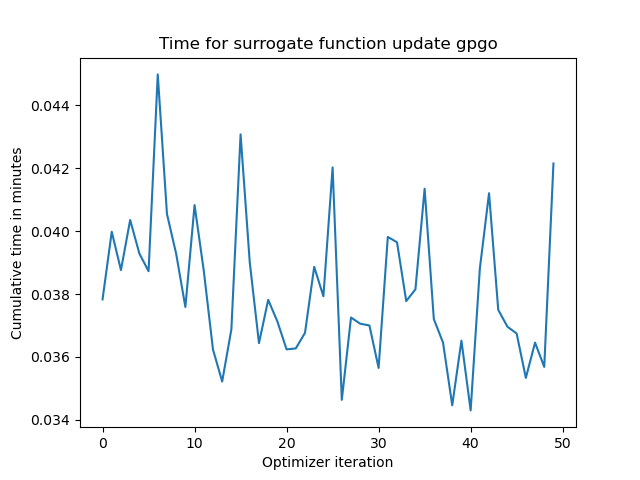 Time for surrogate function update gpgo
Cumulative time in minutes
0.044
0.042
0.040
0.038
0.036
0.034
0 10 20 30 40 50
Optimizer iteration